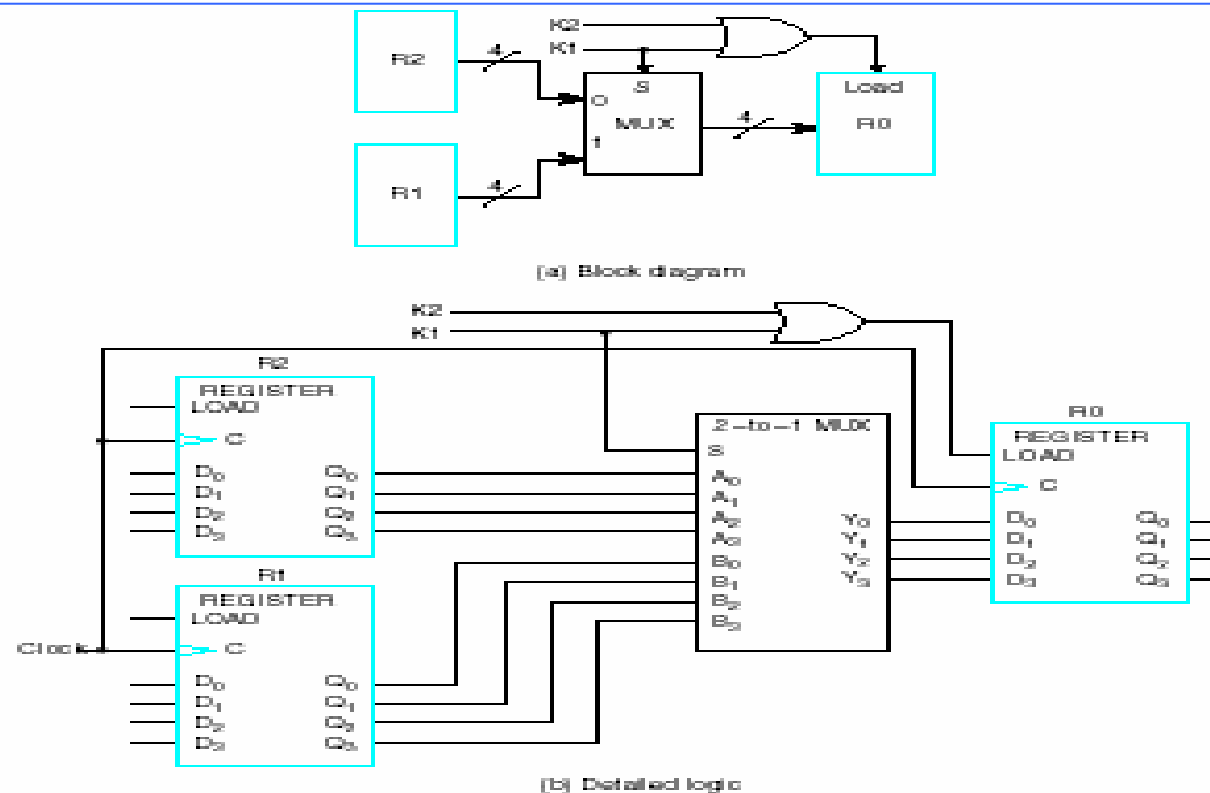 K2
K1
R2
4
S
0
MUX
1
4
Load
R0
R1
4
(a) Block diagram
K2
K1
R2
REGISTER
LOAD
C
D0 Q0
D1 Q1
D2 Q2
D3 Q3
R1
REGISTER
LOAD
Clock
C
D0 Q0
D1 Q1
D2 Q2
D3 Q3
2-to-1 MUX
S
A0
A1
A2
A3
B0
B1
B2
B3
Y0
Y1
Y2
Y3
R0
REGISTER
LOAD
C
D0 Q0
D1 Q1
D2 Q2
D3 Q3
(b) Detailed logic